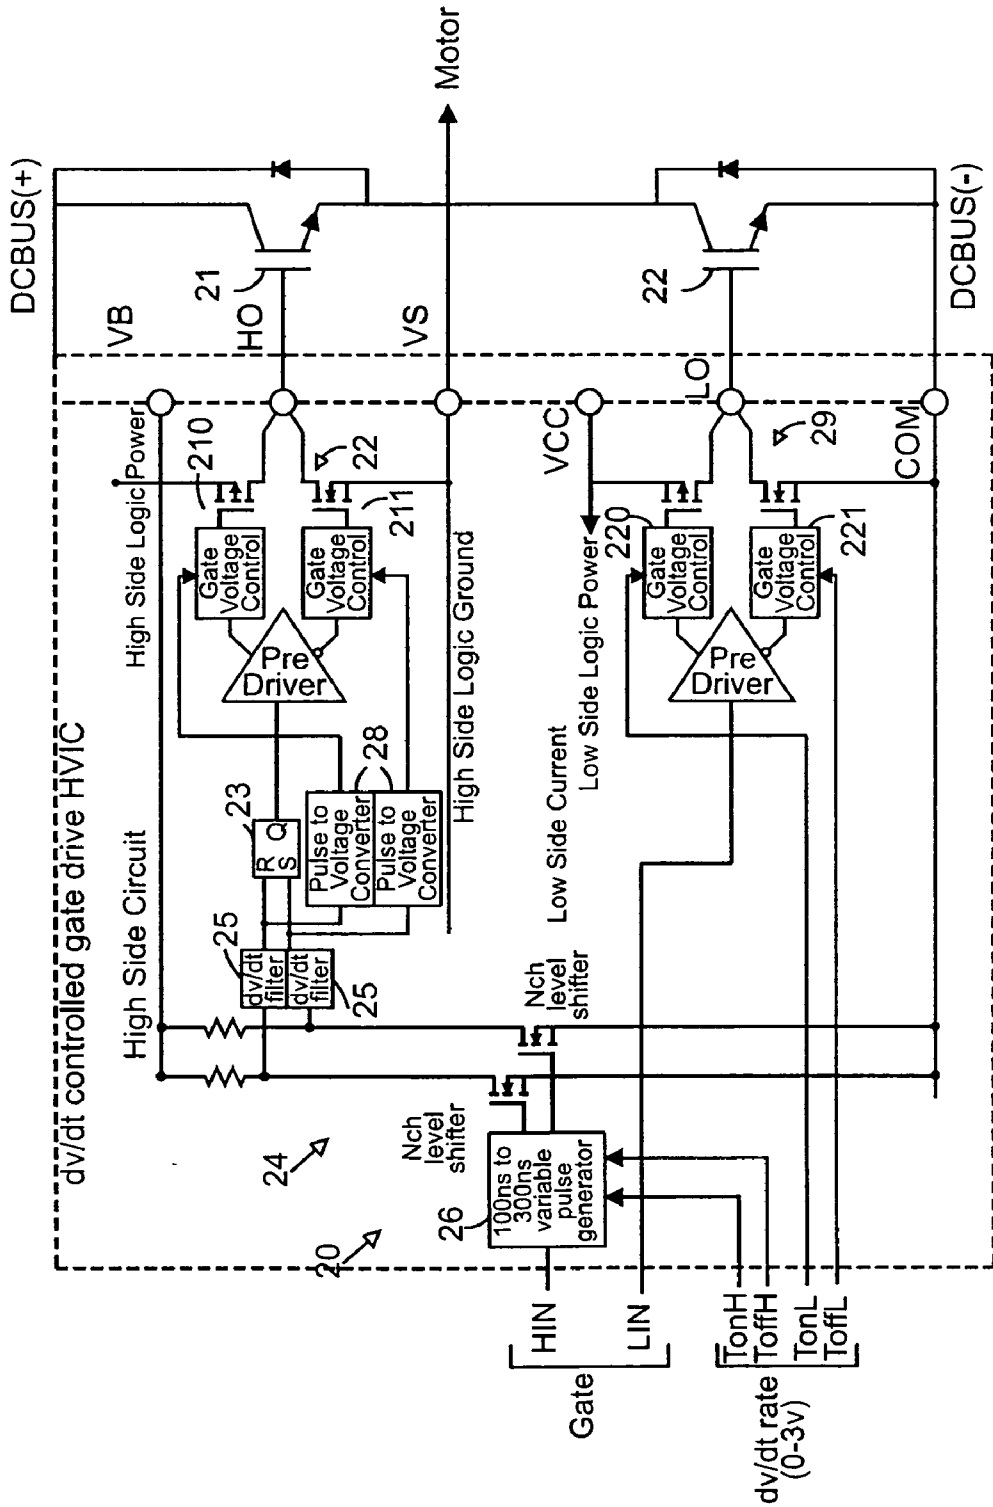 dv/dt controlled gate drive HVIC
DCBUS(+)
High Side Circuit
High Side Logic Power
VB
24
20
25
dv/dt
filter
dv/dt
filter
25
23
R
Q
S
Pre
Driver
210
Gate
Voltage
Control
HO
21
Pulse to
Voltage
Converter
Pulse to
Voltage
Converter
28
Gate
Voltage
Control
22
211
High Side Logic Ground
VS
Motor
Nch
level
shifter
Nch
level
shifter
26
100ns to
300ns
variable
pulse
generator
Gate
HIN
LIN
Low Side Current
Low Side Logic Power
VCC
220
Gate
Voltage
Control
Pre
Driver
LO
22
Gate
Voltage
Control
221
29
COM
DCBUS(-)
dv/dt rate
(0-3v)
TonH
ToffH
TonL
ToffL